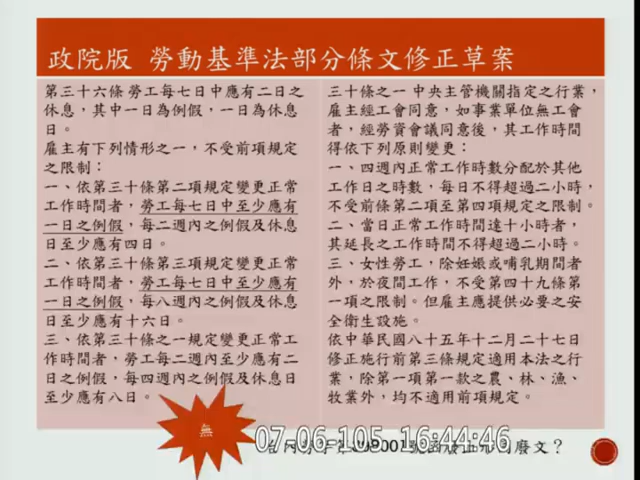 政院版 勞動基準法部分條文修正草案
第三十六條 勞工每七日中應有二日之
休息，其中一日為例假，一日為休息
日。
雇主有下列情形之一，不受前項規定
之限制：
一、依第三十條第二項規定變更正常
工作時間者，勞工每七日中至少應有
一日之例假，每二週內之例假及休息
日至少應有四日。
二、依第三十條第三項規定變更正常
工作時間者，勞工每七日中至少應有
一日之例假，每八週內之例假及休息
日至少應有十六日。
三、依第三十條之一規定變更正常工
作時間者，勞工每二週內至少應有二
日之例假，每四週內之例假及休息日
至少應有八日。
三十條之一 中央主管機關指定之行業，
雇主經工會同意，如事業單位無工會
者，經勞資會議同意後，其工作時間
得依下列原則變更：
一、四週內正常工作時數分配於其他
工作日之時數，每日不得超過二小時，
不受前條第二項至第四項規定之限制。
二、當日正常工作時間達十小時者，
其延長之工作時間不得超過二小時。
三、女性勞工，除妊娠或哺乳期間者
外，於夜間工作，不受第四十九條第
一項之限制。但雇主應提供必要之安
全衛生設施。
依中華民國八十五年十二月二十七日
修正施行前第三條規定適用本法之行
業，除第一項第一款之農、林、漁、
牧業外，均不適用前項規定。
無
07.06.105 16:44:46
廢文？